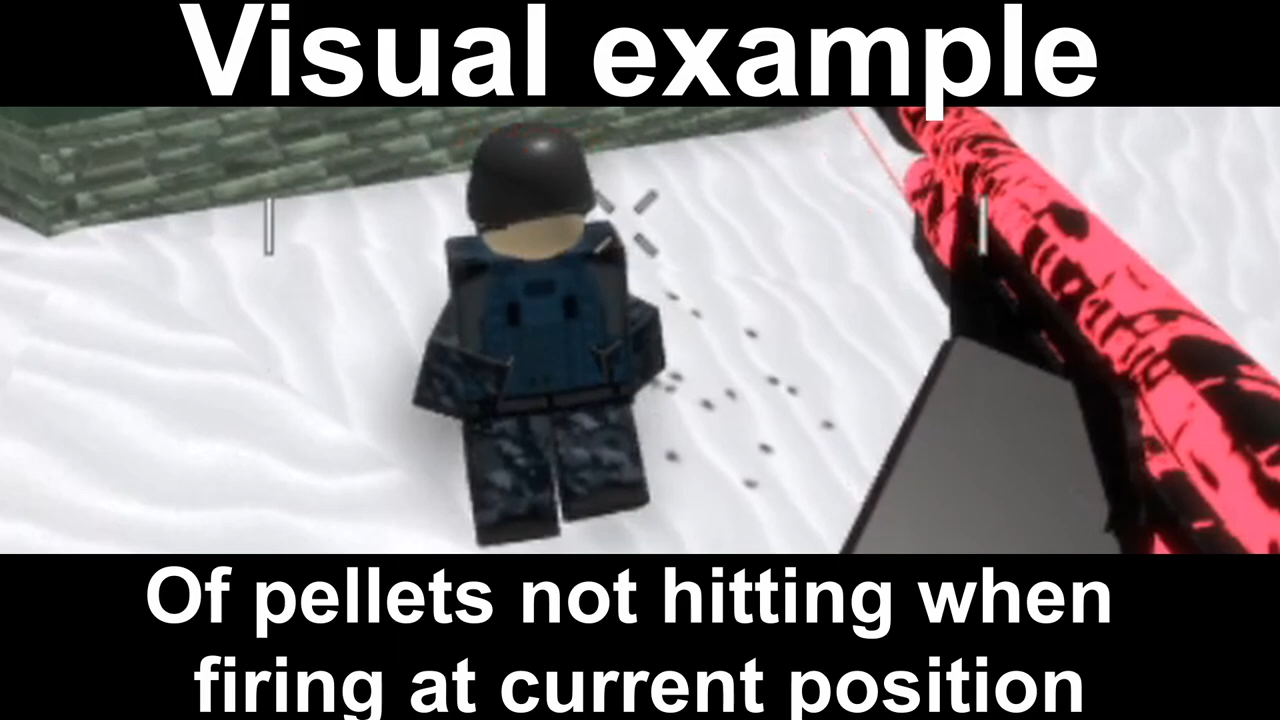 Visual example
Of pellets not hitting when
firing at current position